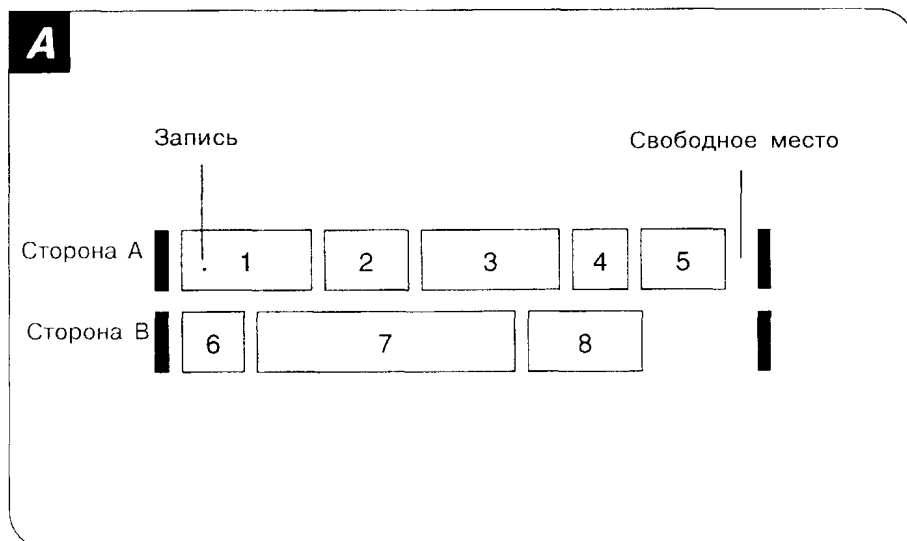 A
Запись
Свободное место
Сторона A 1 2 3 4 5
Сторона B 6 7 8